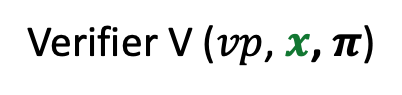 Verifier V (vp, x, π)